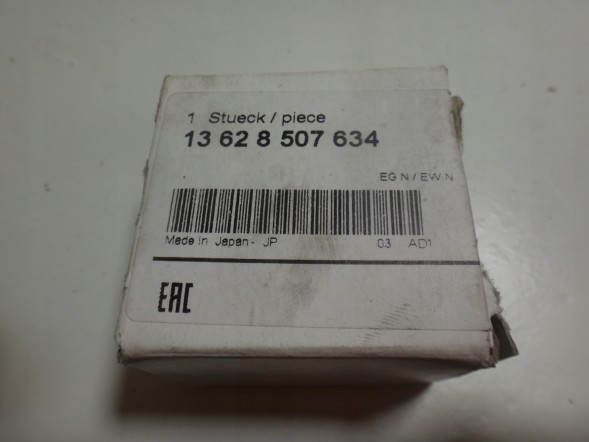 1 Stueck / piece
13 62 8 507 634
EG N / EW N
Made in Japan - JP 03 AD1
EAC